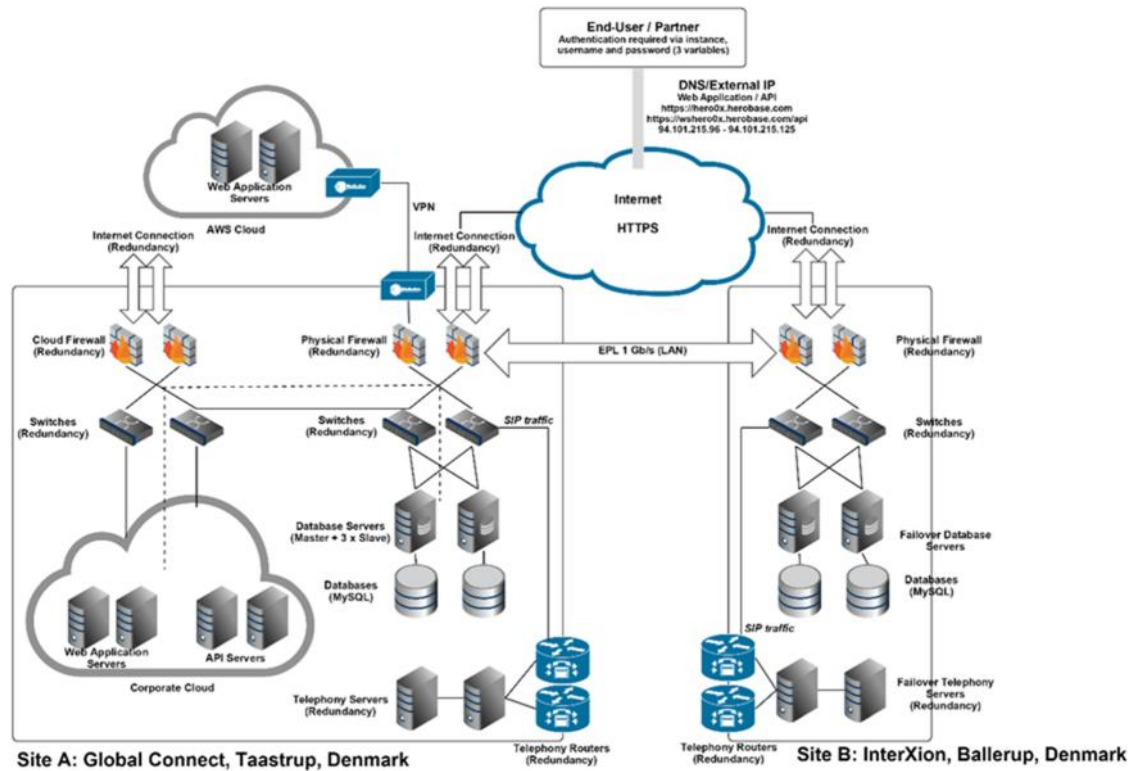 End-User / Partner
Authentication required via instance,
username and password (3 variables)
DNS/External IP
Web Application / API
https://hero0x.herobase.com
https://wshero0x.herobase.com/api
94.101.215.96 - 94.101.215.125
Web Application
Servers
AWS Cloud
VPN
Internet
HTTPS
Internet Connection
(Redundancy)
Internet Connection
(Redundancy)
Internet Connection
(Redundancy)
Cloud Firewall
(Redundancy)
Physical Firewall
(Redundancy)
EPL 1 Gb/s (LAN)
Physical Firewall
(Redundancy)
Switches
(Redundancy)
Switches
(Redundancy)
SIP traffic
Switches
(Redundancy)
Database Servers
(Master + 3 x Slave)
Databases
(MySQL)
Failover Database
Servers
Databases
(MySQL)
SIP traffic
Web Application
Servers
API Servers
Corporate Cloud
Telephony Servers
(Redundancy)
Telephony Routers
(Redundancy)
Failover Telephony
Servers
(Redundancy)
Telephony Routers
(Redundancy)
Site A: Global Connect, Taastrup, Denmark
Site B: InterXion, Ballerup, Denmark